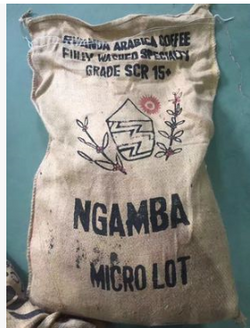 RWANDA ARABICA COFFEE
FULLY WASHED SPECIALTY
GRADE SCR 15+
NGAMBA
MICRO LOT